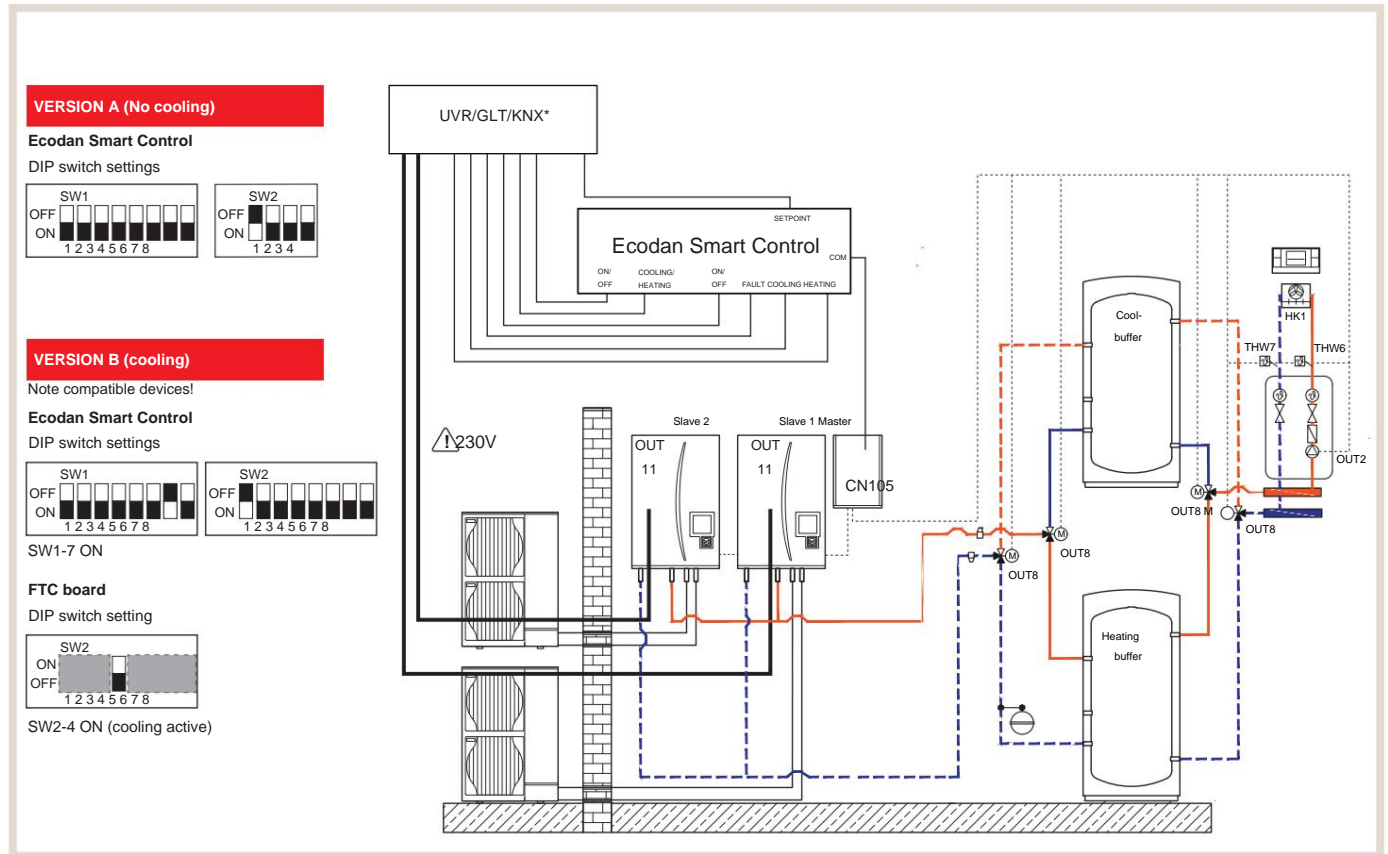 VERSION A (No cooling)
Ecodan Smart Control
DIP switch settings
SW1
OFF
ON
1 2 3 4 5 6 7 8
SW2
OFF
ON
1 2 3 4
VERSION B (cooling)
Note compatible devices!
Ecodan Smart Control
DIP switch settings
SW1
OFF
ON
1 2 3 4 5 6 7 8
SW2
OFF
ON
1 2 3 4 5 6 7 8
SW1-7 ON
FTC board
DIP switch setting
SW2
ON
OFF
1 2 3 4 5 6 7 8
SW2-4 ON (cooling active)
UVR/GLT/KNX*
SETPOINT
Ecodan Smart Control
COM
ON/
OFF
COOLING/
HEATING
ON/
OFF
FAULT COOLING HEATING
230V
Slave 2
OUT
11
Slave 1 Master
OUT
11
CN105
Cool-
buffer
HK1
THW7
THW6
OUT2
M
OUT8 M
OUT8
M
OUT8
M
OUT8
Heating
buffer